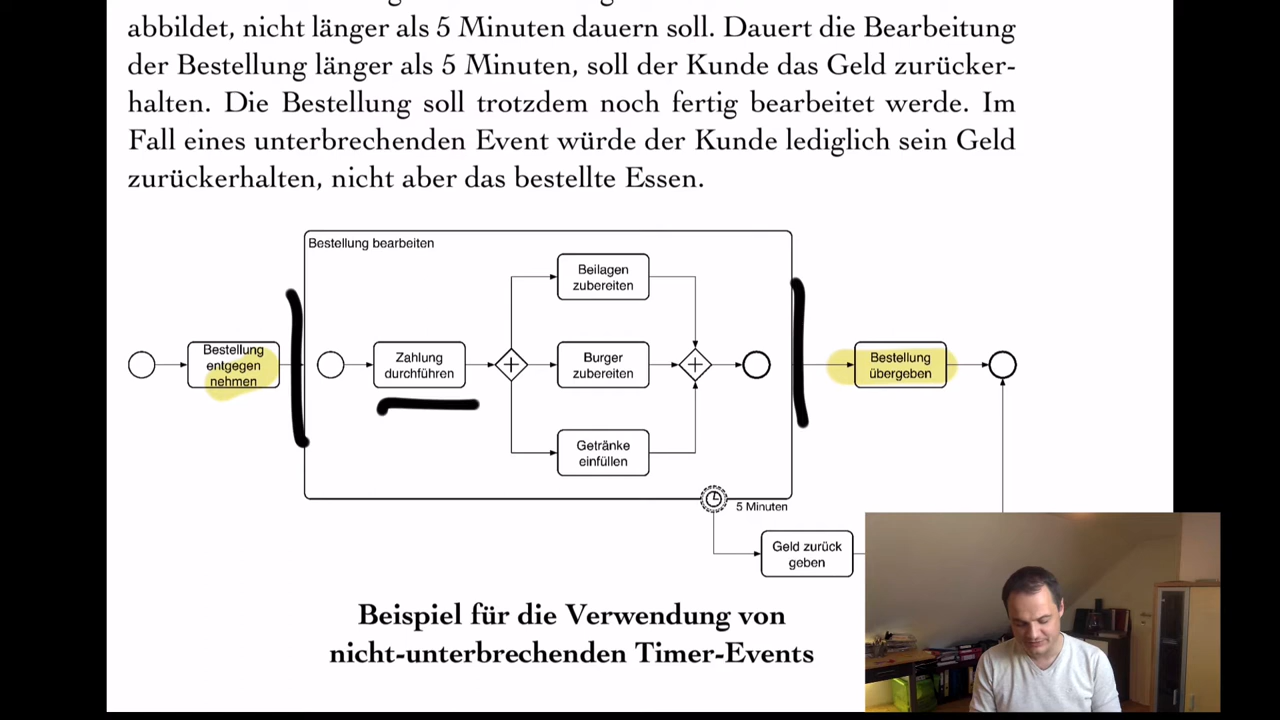 abbildet, nicht länger als 5 Minuten dauern soll. Dauert die Bearbeitung
der Bestellung länger als 5 Minuten, soll der Kunde das Geld zurücker-
halten. Die Bestellung soll trotzdem noch fertig bearbeitet werde. Im
Fall eines unterbrechenden Event würde der Kunde lediglich sein Geld
zurückerhalten, nicht aber das bestellte Essen.
Bestellung bearbeiten
Beilagen
zubereiten
Bestellung
entgegen
nehmen
Zahlung
durchführen
Burger
zubereiten
Bestellung
übergeben
Getränke
einfüllen
5 Minuten
Geld zurück
geben
Beispiel für die Verwendung von
nicht-unterbrechenden Timer-Events